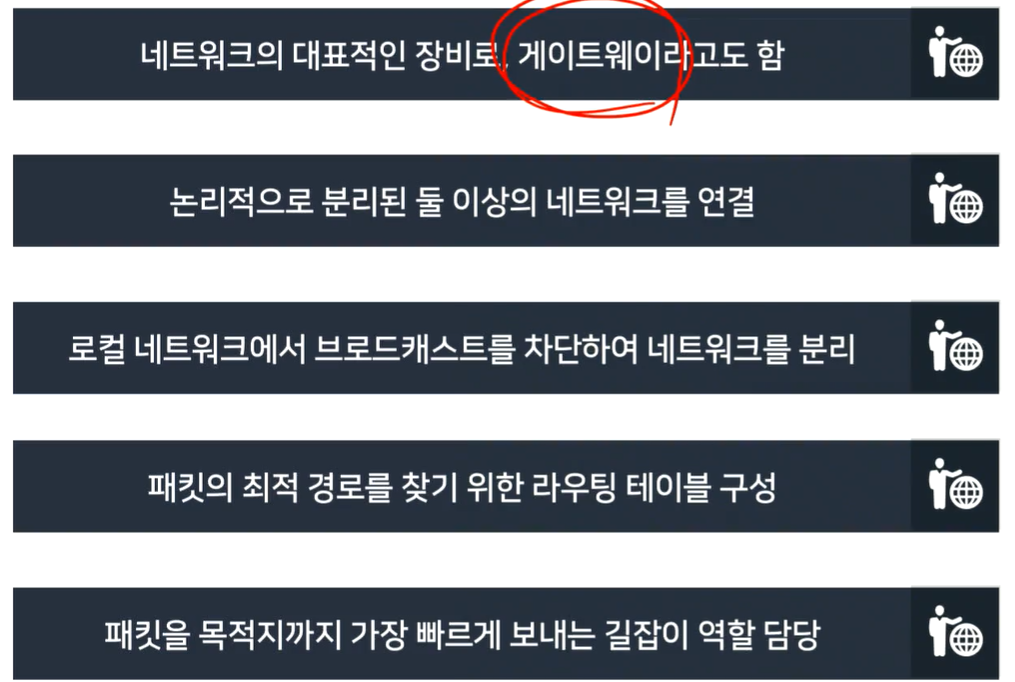 네트워크의 대표적인 장비로, 게이트웨이라고도 함
논리적으로 분리된 둘 이상의 네트워크를 연결
로컬 네트워크에서 브로드캐스트를 차단하여 네트워크를 분리
패킷의 최적 경로를 찾기 위한 라우팅 테이블 구성
패킷을 목적지까지 가장 빠르게 보내는 길잡이 역할 담당